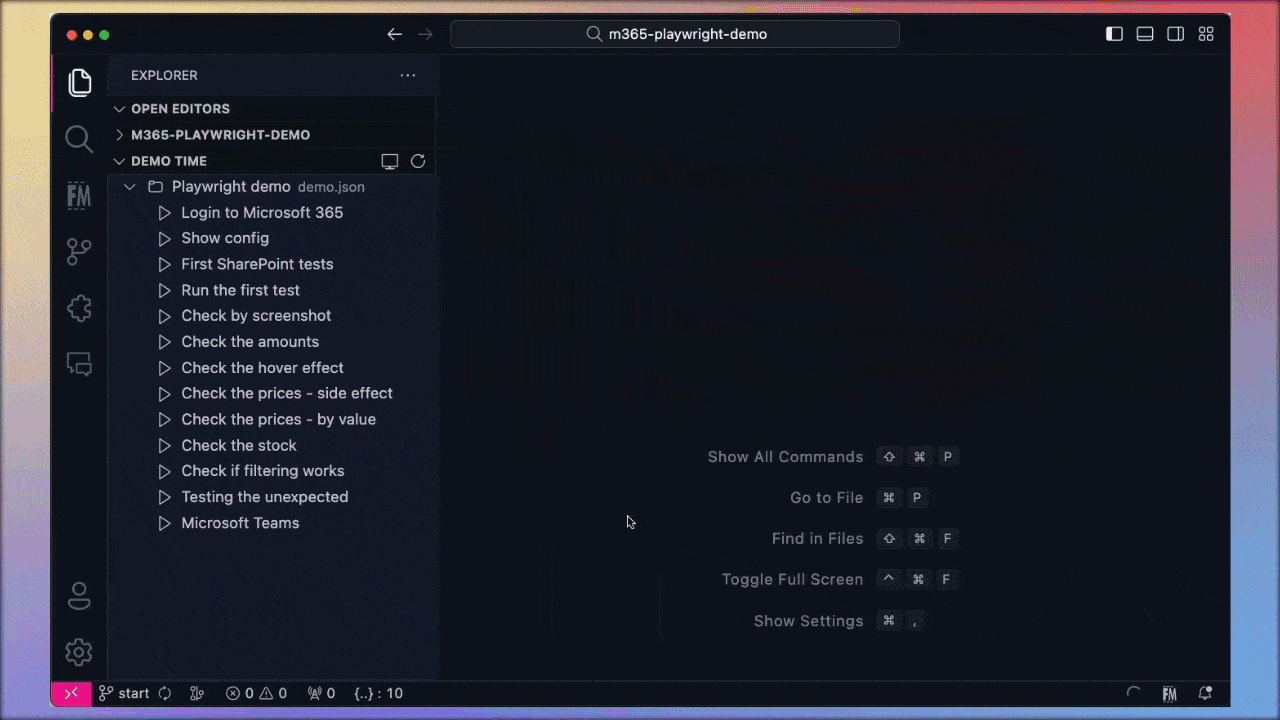 m365-playwright-demo
EXPLORER
OPEN EDITORS
M365-PLAYWRIGHT-DEMO
DEMO TIME
Playwright demo demo.json
Login to Microsoft 365
Show config
First SharePoint tests
Run the first test
Check by screenshot
Check the amounts
Check the hover effect
Check the prices - side effect
Check the prices - by value
Check the stock
Check if filtering works
Testing the unexpected
Microsoft Teams
Show All Commands ⇧ ⌘ P
Go to File ⌘ P
Find in Files ⇧ ⌘ F
Toggle Full Screen ^ ⌘ F
Show Settings ⌘ ,
FM
start 0 0 0 {..} : 10 FM